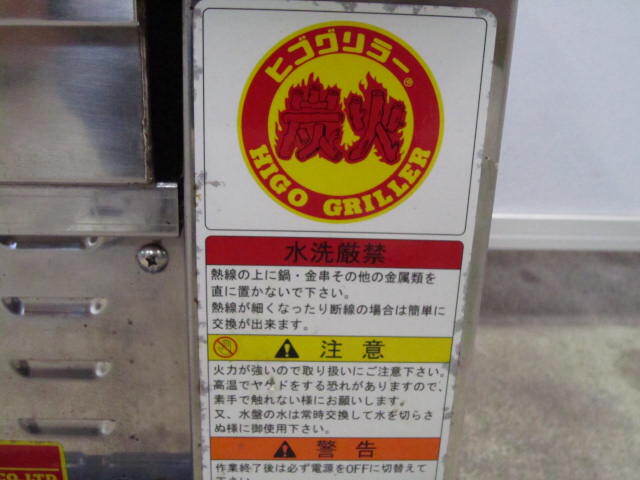 ヒゴグリラー®
炭火
HIGO GRILLER
水洗厳禁
熱線の上に鍋・金串その他の金属類を
直に置かないで下さい。
熱線が細くなったり断線の場合は簡単に
交換が出来ます。
注意
火力が強いので取り扱いにご注意下さい。
高温でヤケドをする恐れがありますので、
素手で触れない様にお願いします。
又、水盤の水は常時交換して水を切らさ
ぬ様に御使用下さい。
警告
作業終了後は必ず電源をOFFに切替えて
下さい。
CO.LTD.